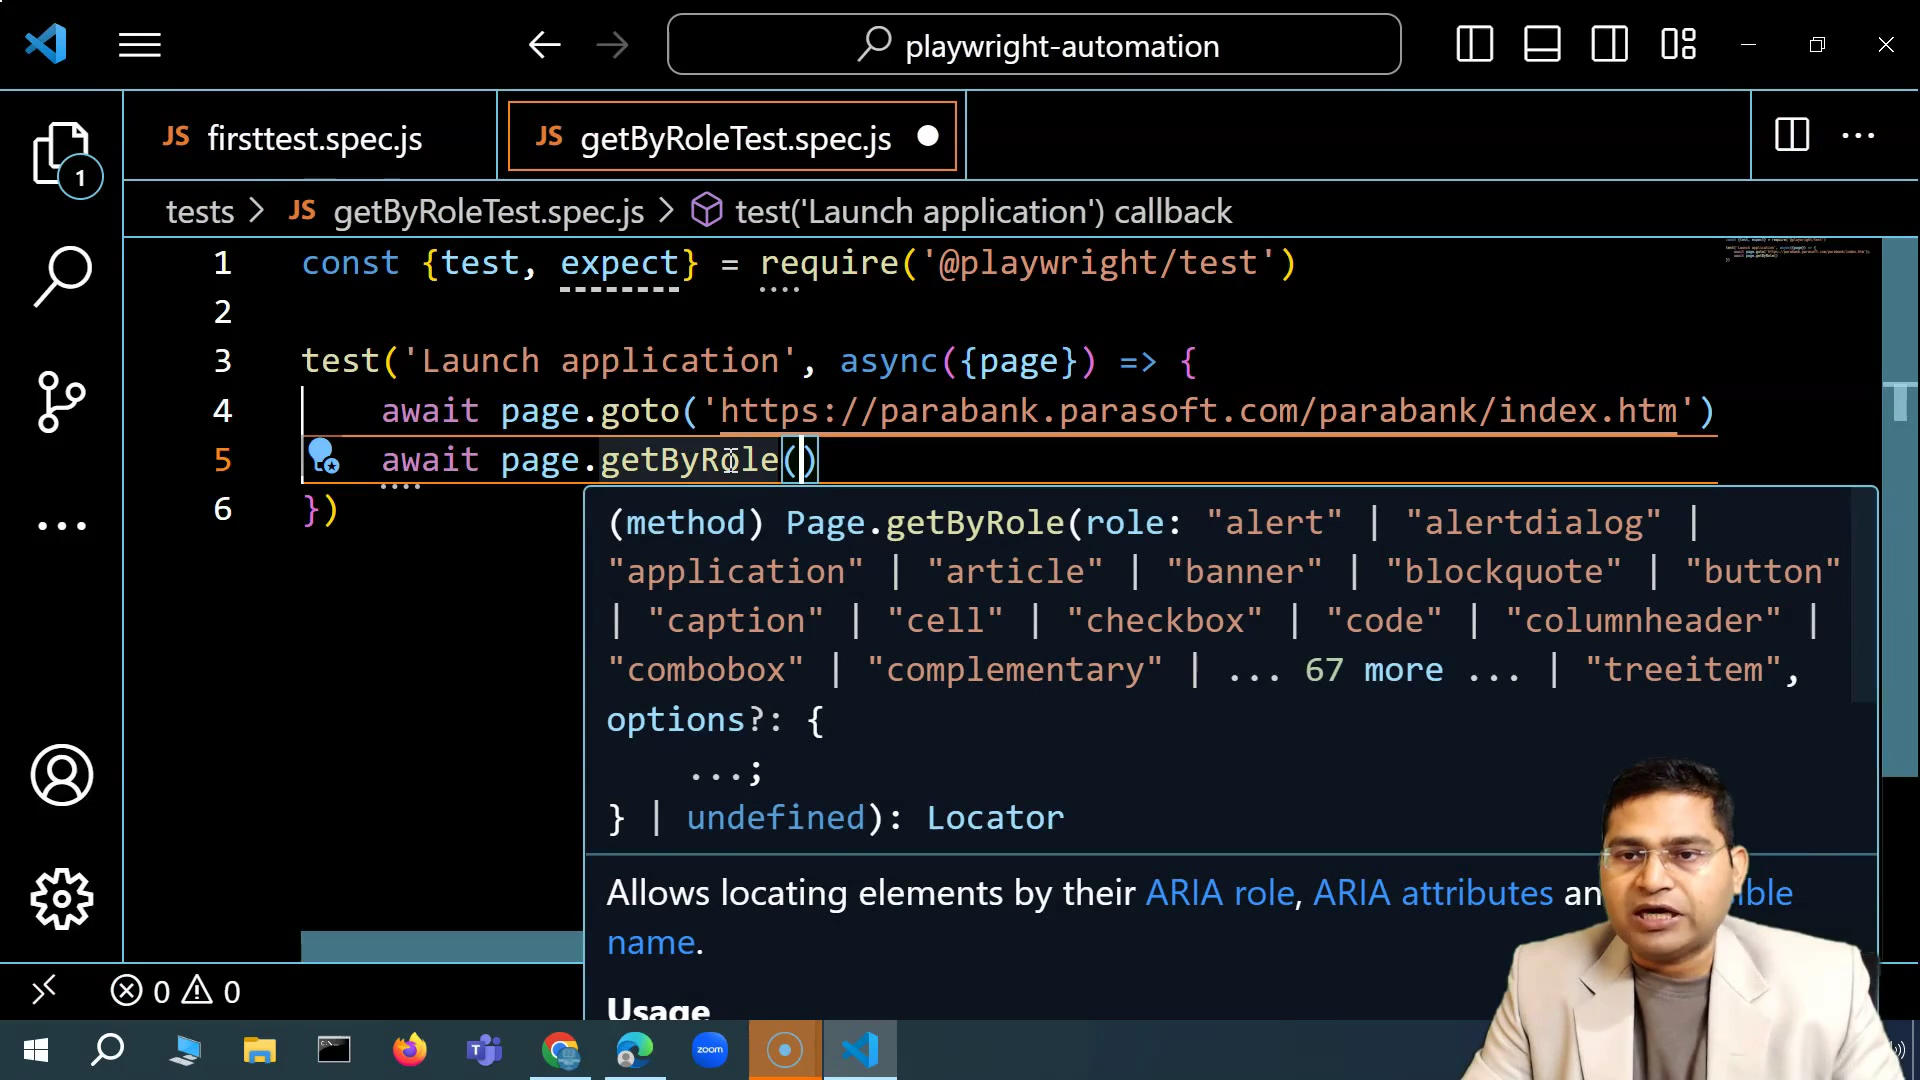 playwright-automation
JS firsttest.spec.js
JS getByRoleTest.spec.js
1
tests > JS getByRoleTest.spec.js > test('Launch application') callback
1 const {test, expect} = require('@playwright/test')
2
3 test('Launch application', async({page}) => {
4 await page.goto('https://parabank.parasoft.com/parabank/index.htm')
5 await page.getByRole()
6 })
(method) Page.getByRole(role: "alert" | "alertdialog" |
"application" | "article" | "banner" | "blockquote" | "button"
| "caption" | "cell" | "checkbox" | "code" | "columnheader" |
"combobox" | "complementary" | ... 67 more ... | "treeitem",
options?: {
...;
} | undefined): Locator
Allows locating elements by their ARIA role, ARIA attributes
name.
Usage
0 0
zoom